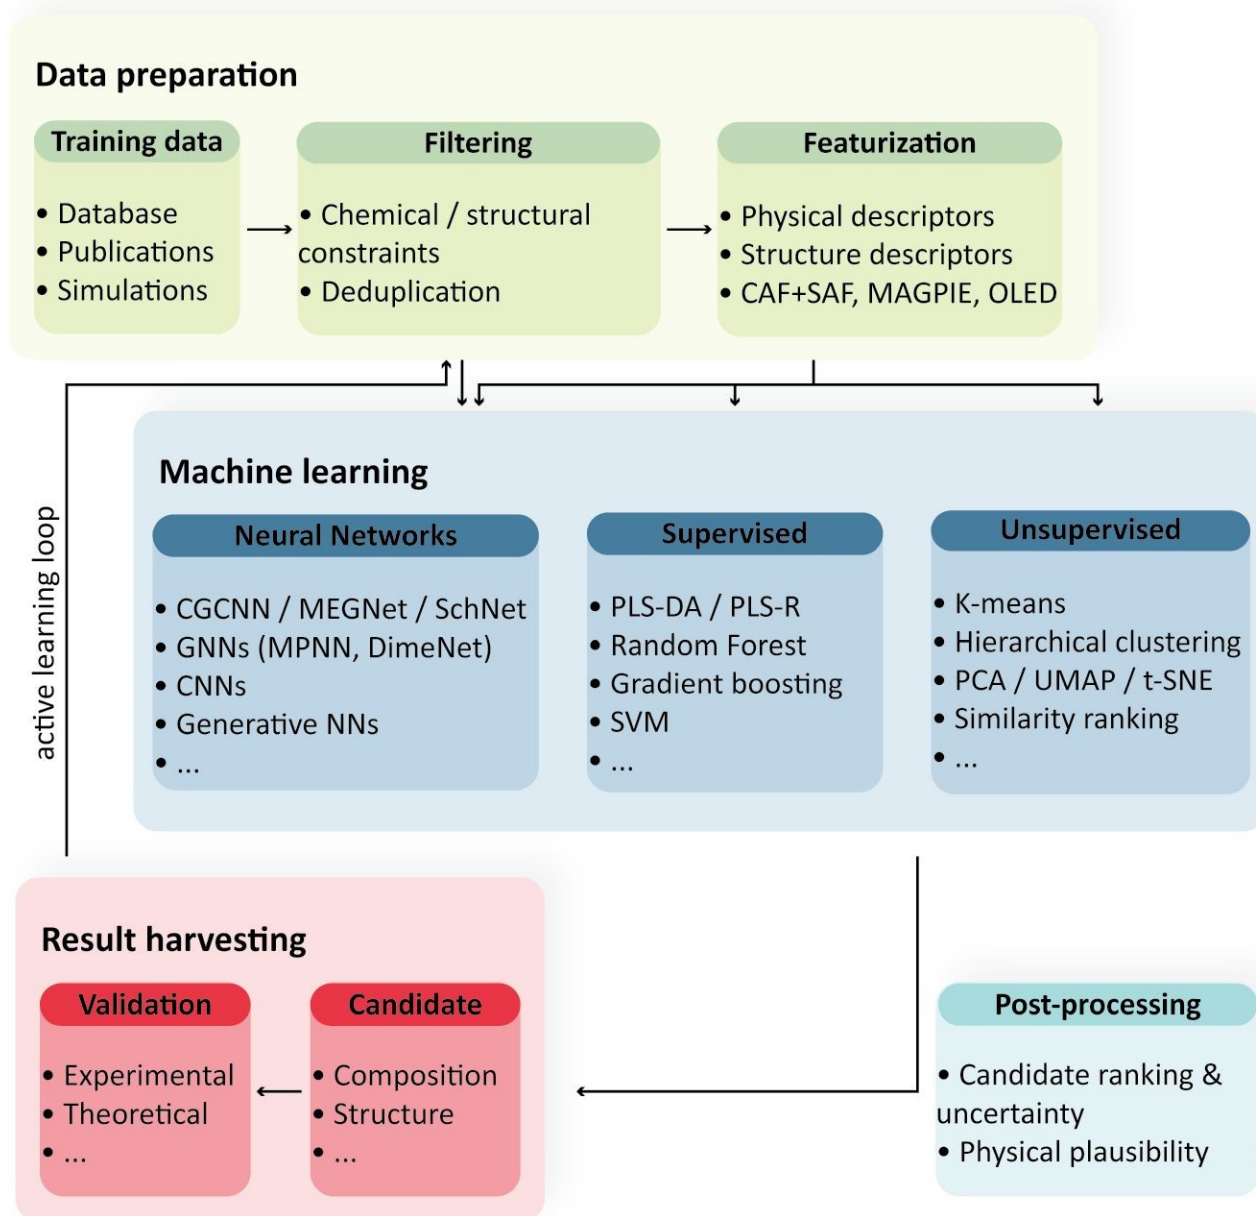 Data preparation
Training data
• Database
• Publications
• Simulations
Filtering
• Chemical / structural
constraints
• Deduplication
Featurization
• Physical descriptors
• Structure descriptors
• CAF+SAF, MAGPIE, OLED
active learning loop
Machine learning
Neural Networks
• CGCNN / MEGNet / SchNet
• GNNs (MPNN, DimeNet)
• CNNs
• Generative NNs
• ...
Supervised
• PLS-DA / PLS-R
• Random Forest
• Gradient boosting
• SVM
• ...
Unsupervised
• K-means
• Hierarchical clustering
• PCA / UMAP / t-SNE
• Similarity ranking
• ...
Result harvesting
Validation
• Experimental
• Theoretical
• ...
Candidate
• Composition
• Structure
• ...
Post-processing
• Candidate ranking &
uncertainty
• Physical plausibility